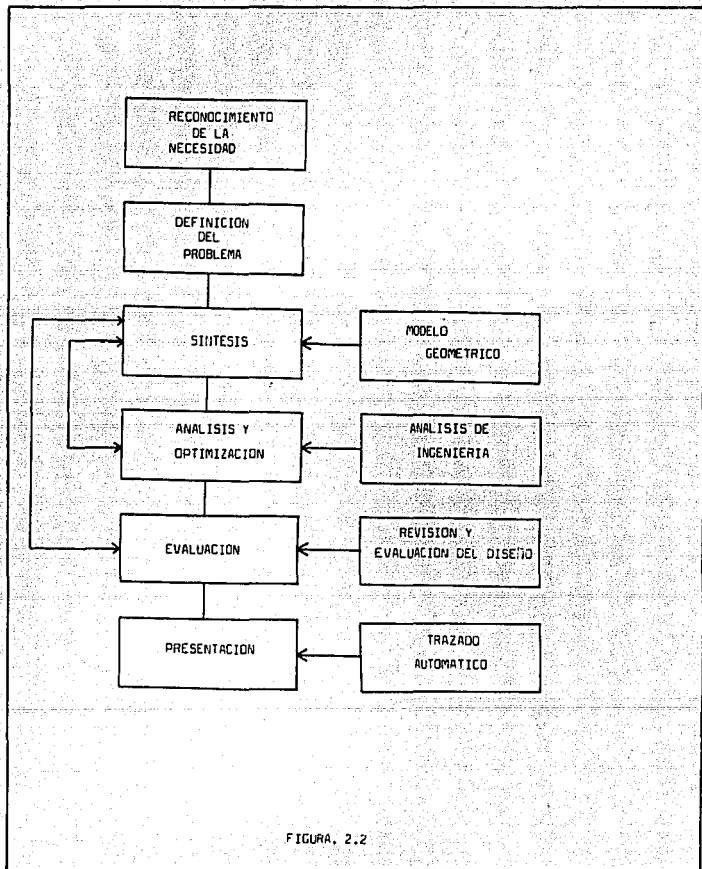 RECONOCIMIENTO
DE LA
NECESIDAD
DEFINICION
DEL
PROBLEMA
SINTESIS
MODELO
GEOMETRICO
ANALISIS Y
OPTIMIZACION
ANALISIS DE
INGENIERIA
EVALUACION
REVISION Y
EVALUACION DEL DISEÑO
PRESENTACION
TRAZADO
AUTOMATICO
FIGURA. 2.2